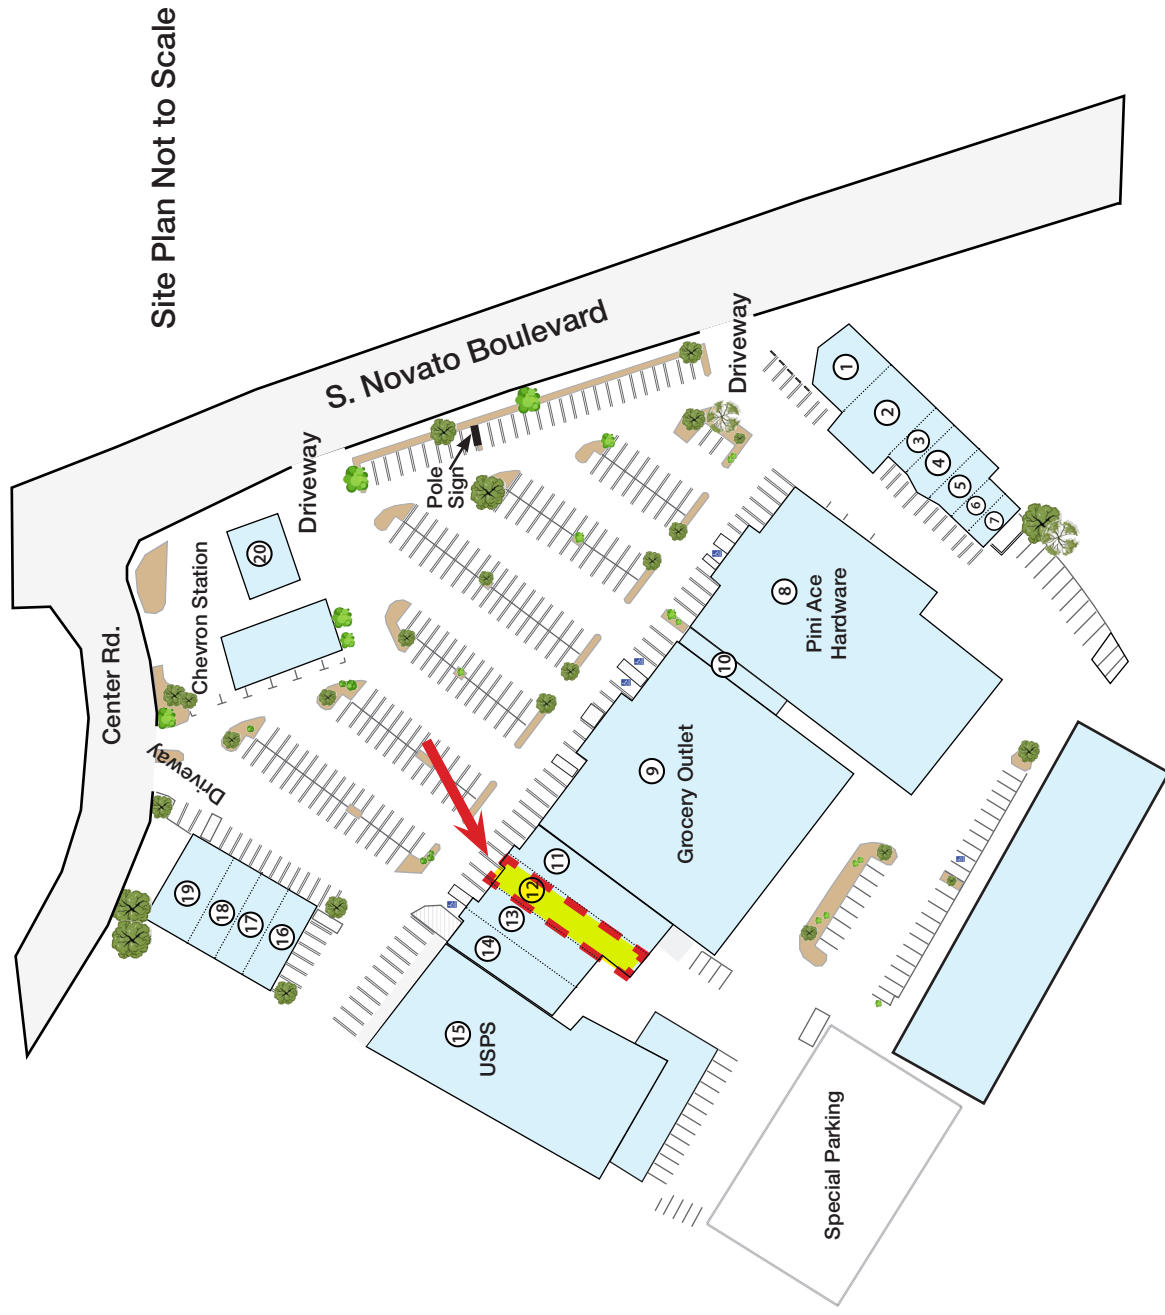 Site Plan Not to Scale
S. Novato Boulevard
Center Rd.
Driveway
Driveway
Driveway
Chevron Station
Pole
Sign
20
19
18
17
16
1
2
3
4
5
6
7
8
Pini Ace
Hardware
10
9
Grocery Outlet
11
12
13
14
15
USPS
Special Parking